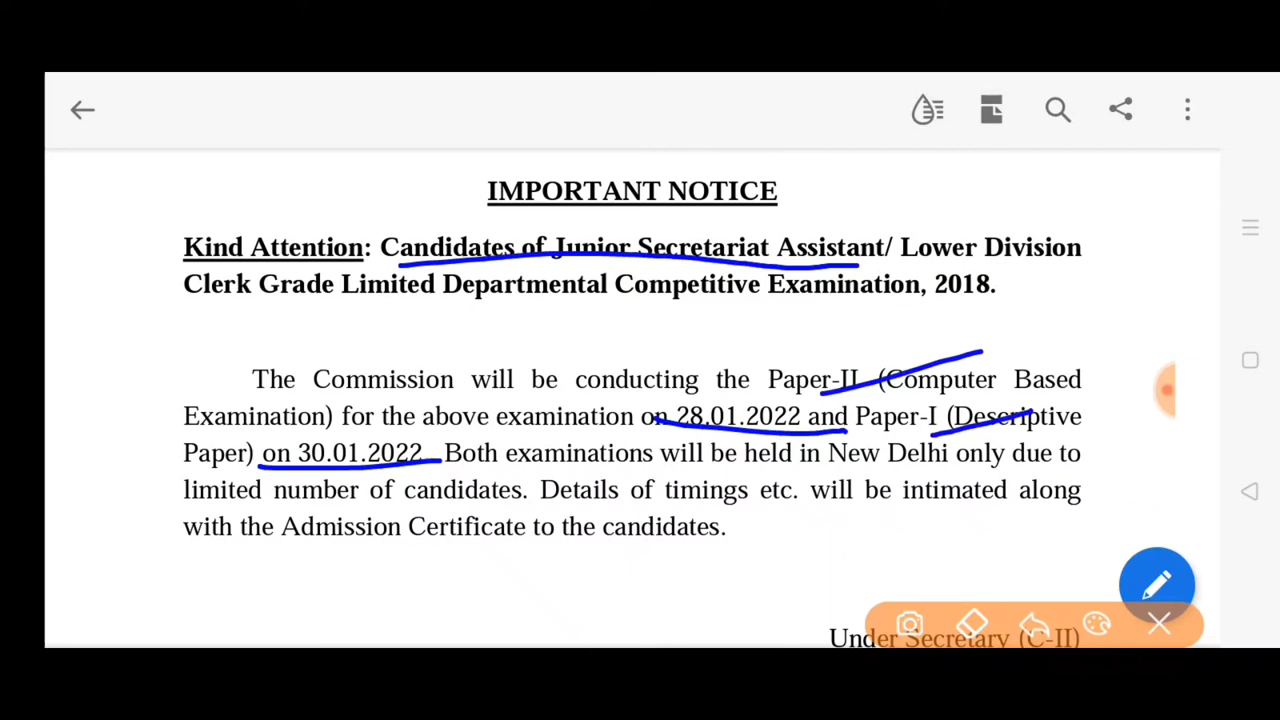 IMPORTANT NOTICE
Kind Attention: Candidates of Junior Secretariat Assistant/ Lower Division
Clerk Grade Limited Departmental Competitive Examination, 2018.
The Commission will be conducting the Paper-II (Computer Based
Examination) for the above examination on 28.01.2022 and Paper-I (Descriptive
Paper) on 30.01.2022. Both examinations will be held in New Delhi only due to
limited number of candidates. Details of timings etc. will be intimated along
with the Admission Certificate to the candidates.
Under Secretary (C-II)